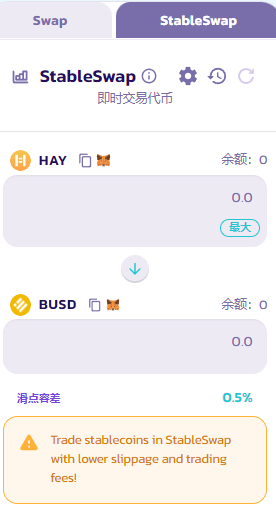 Swap StableSwap
StableSwap
即时交易代币
HAY 余额: 0
0.0
最大
BUSD 余额: 0
0.0
滑点容差 0.5%
Trade stablecoins in StableSwap
with lower slippage and trading
fees!